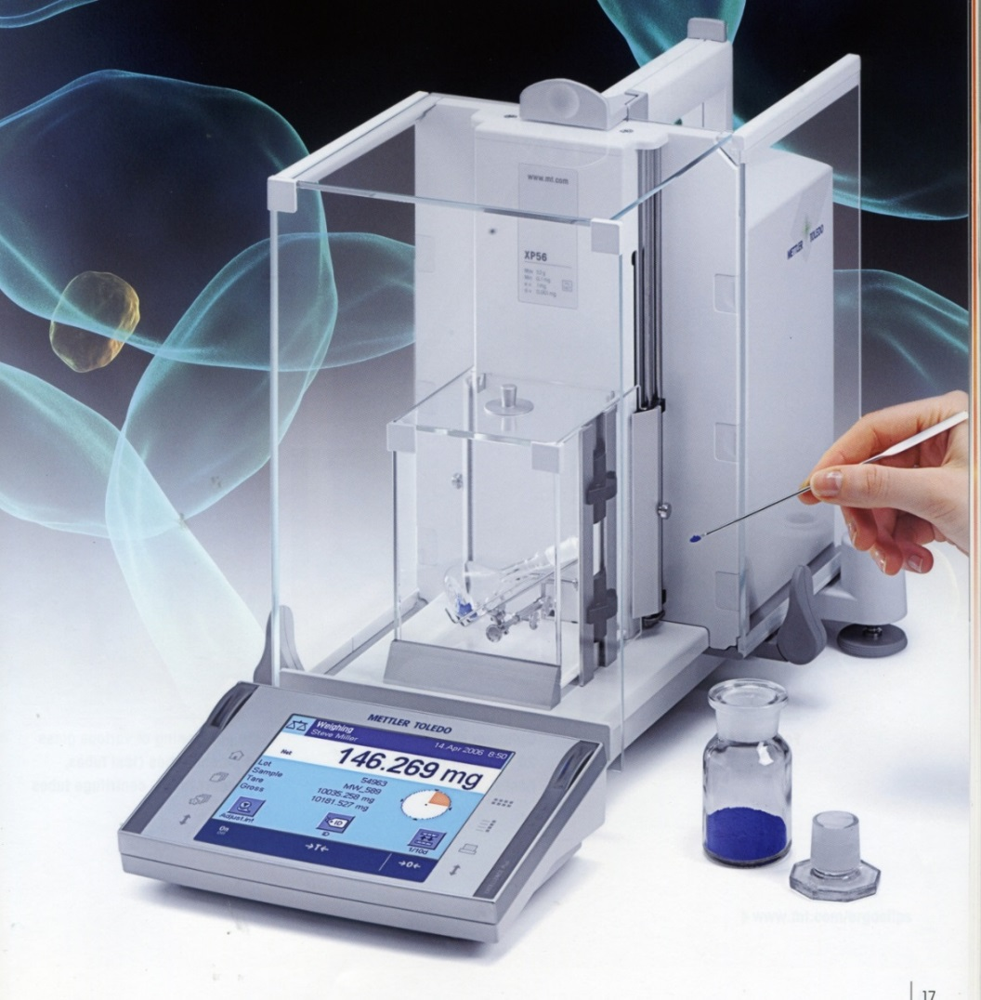 www.mt.com
XP56
METTLER TOLEDO
METTLER TOLEDO
Weighing
Steve Miller
14.Apr 2006 8:50
Net
146.269 mg
Lot 54963
Sample MW_589
Tare 10035.258 mg
Gross 10181.527 mg
Adjust.int
ID
ID
1/10d
On
→T←
→0←
17